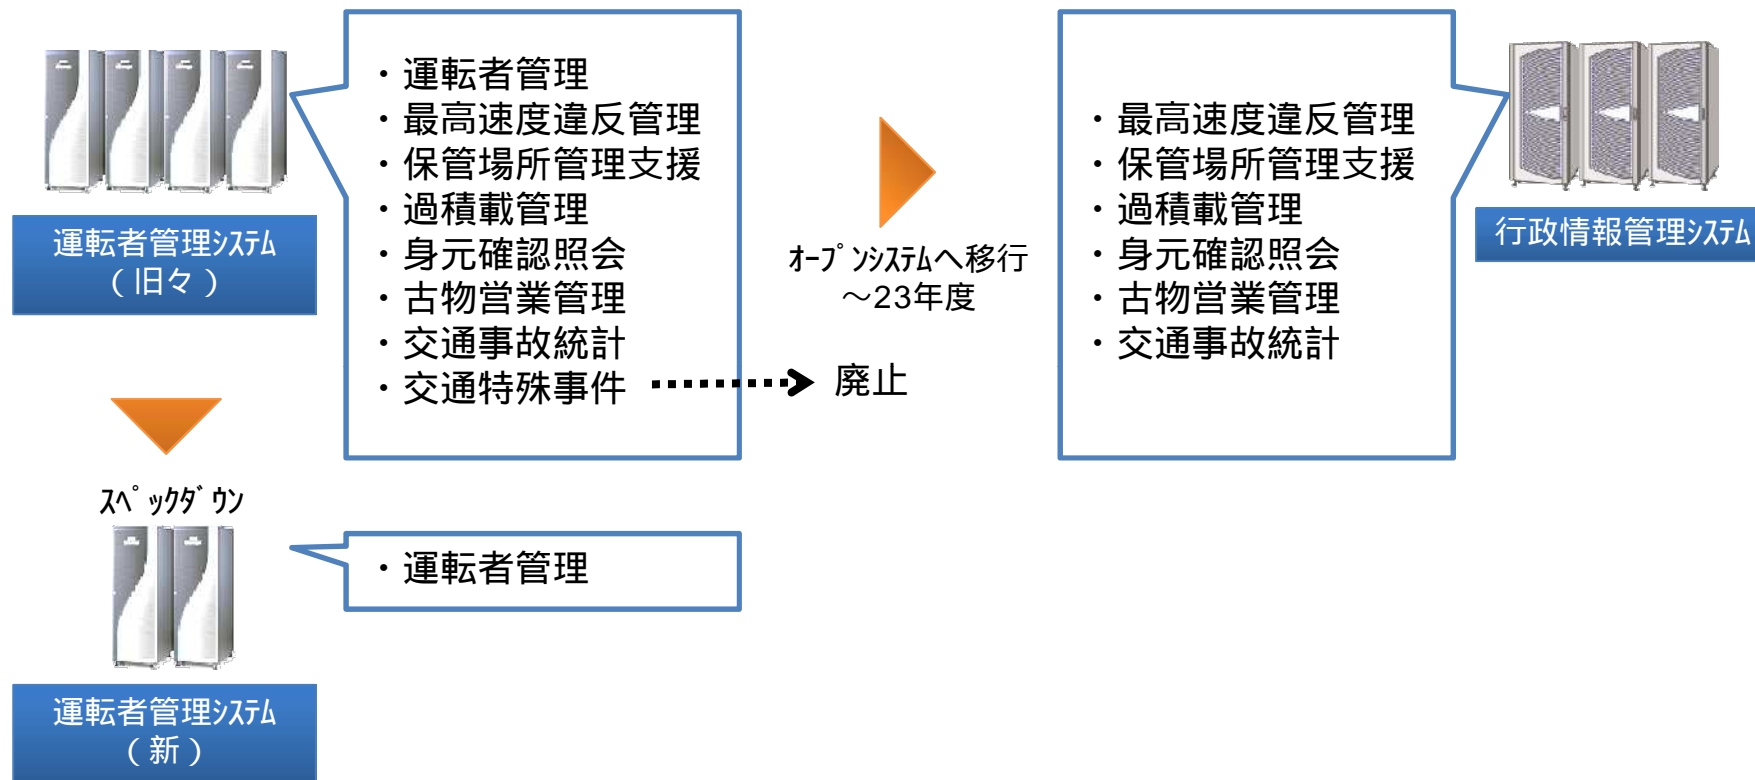 運転者管理ｼｽﾃﾑ
（旧々）
・運転者管理
・最高速度違反管理
・保管場所管理支援
・過積載管理
・身元確認照会
・古物営業管理
・交通事故統計
・交通特殊事件
廃止
ｵｰﾌﾟﾝｼｽﾃﾑへ移行
～23年度
・最高速度違反管理
・保管場所管理支援
・過積載管理
・身元確認照会
・古物営業管理
・交通事故統計
行政情報管理ｼｽﾃﾑ
ｽﾍﾟｯｸﾀﾞｳﾝ
・運転者管理
運転者管理ｼｽﾃﾑ
（新）